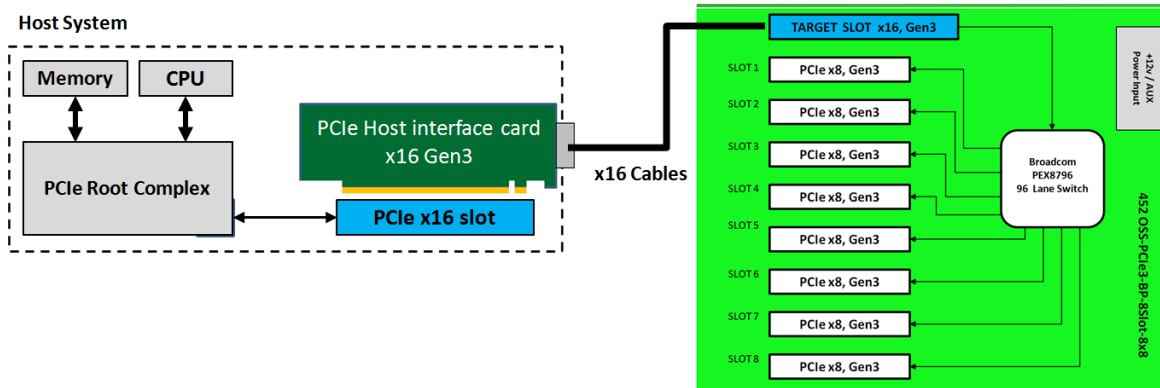 Host System
Memory
CPU
PCIe Root Complex
PCIe Host interface card
x16 Gen3
PCIe x16 slot
x16 Cables
TARGET SLOT x16, Gen3
SLOT 1
PCIe x8, Gen3
SLOT 2
PCIe x8, Gen3
SLOT 3
PCIe x8, Gen3
SLOT 4
PCIe x8, Gen3
SLOT 5
PCIe x8, Gen3
SLOT 6
PCIe x8, Gen3
SLOT 7
PCIe x8, Gen3
SLOT 8
PCIe x8, Gen3
Broadcom
PEX8796
96 Lane Switch
+12v / AUX
Power Input
452 OSS-PCIe3-BP-8Slot-8x8